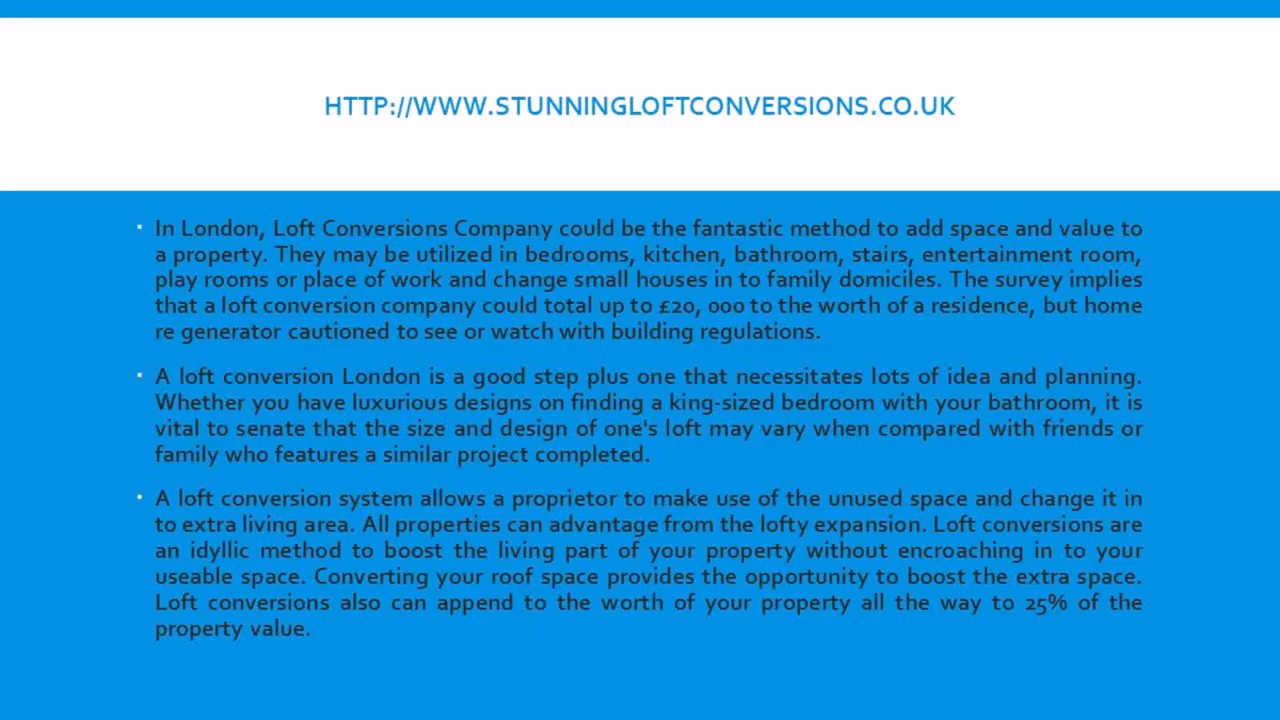 HTTP://WWW.STUNNINGLOFTCONVERSIONS.CO.UK
▪ In London, Loft Conversions Company could be the fantastic method to add space and value to
a property. They may be utilized in bedrooms, kitchen, bathroom, stairs, entertainment room,
play rooms or place of work and change small houses in to family domiciles. The survey implies
that a loft conversion company could total up to £20, 000 to the worth of a residence, but home
re generator cautioned to see or watch with building regulations.
▪ A loft conversion London is a good step plus one that necessitates lots of idea and planning.
Whether you have luxurious designs on finding a king-sized bedroom with your bathroom, it is
vital to senate that the size and design of one's loft may vary when compared with friends or
family who features a similar project completed.
▪ A loft conversion system allows a proprietor to make use of the unused space and change it in
to extra living area. All properties can advantage from the lofty expansion. Loft conversions are
an idyllic method to boost the living part of your property without encroaching in to your
useable space. Converting your roof space provides the opportunity to boost the extra space.
Loft conversions also can append to the worth of your property all the way to 25% of the
property value.